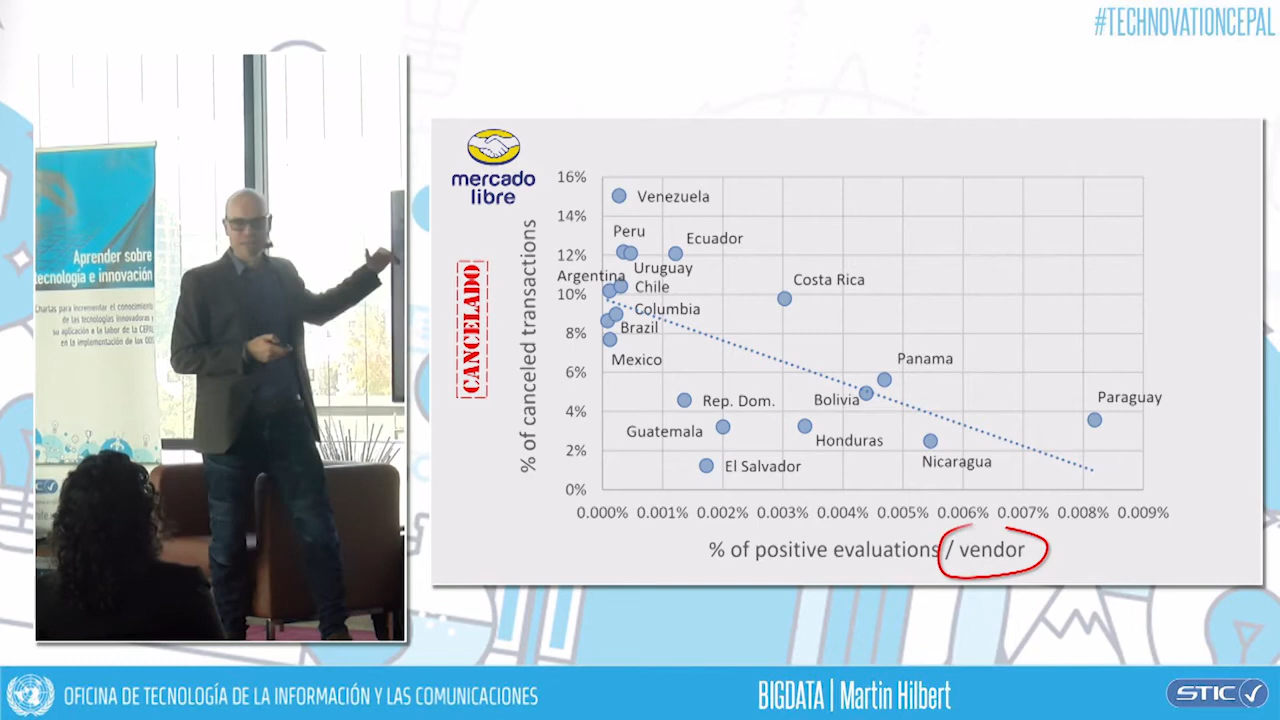 #TECHNOVATIONCEPAL
Aprender sobre
tecnología e innovación
Charlas para incrementar el conocimiento
de las tecnologías innovadoras y
su aplicación a la labor de la CEPAL
en la implementación de los ODS
mercado
libre
CANCELADO
% of canceled transactions
16%
14%
12%
10%
8%
6%
4%
2%
0%
Venezuela
Peru
Ecuador
Uruguay
Argentina
Chile
Costa Rica
Columbia
Brazil
Mexico
Panama
Bolivia
Paraguay
Rep. Dom.
Guatemala
Honduras
Nicaragua
El Salvador
0.000% 0.001% 0.002% 0.003% 0.004% 0.005% 0.006% 0.007% 0.008% 0.009%
% of positive evaluations / vendor
OFICINA DE TECNOLOGÍA DE LA INFORMACIÓN Y LAS COMUNICACIONES
BIGDATA | Martin Hilbert
STIC